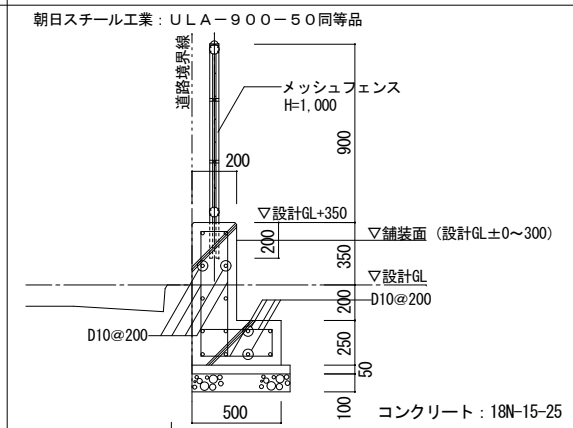 朝日スチール工業：ＵＬＡ－９００－５０同等品
道路境界線
メッシュフェンス
H=1,000
900
200
▽設計GL+350
▽舗装面（設計GL±0～300）
200
350
▽設計GL
200
D10@200
D10@200
250
50
500
100
コンクリート：18N-15-25